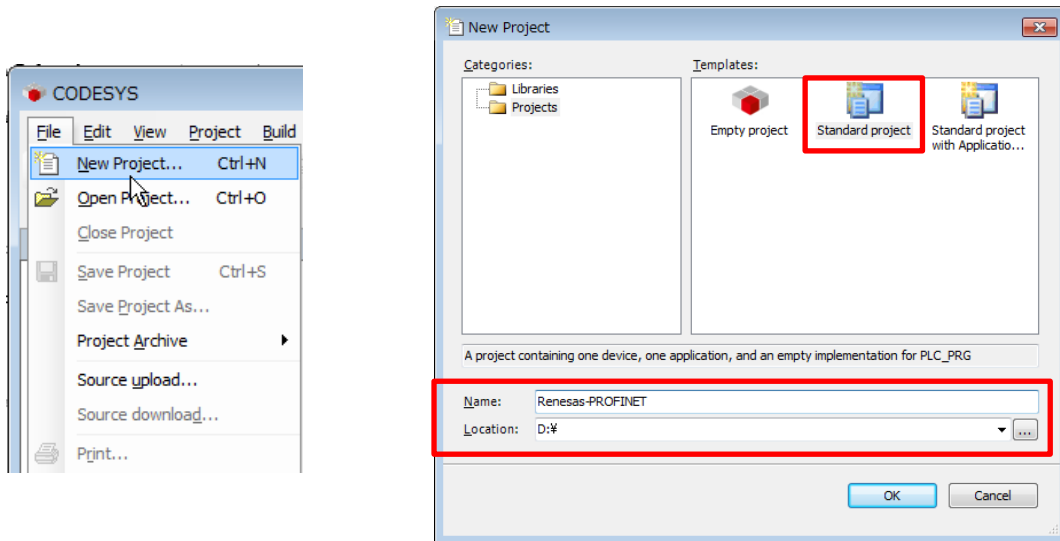 CODESYS
File Edit View Project Build
New Project... Ctrl+N
Open Project... Ctrl+O
Close Project
Save Project Ctrl+S
Save Project As...
Project Archive
Source upload...
Source download...
Print...
New Project
Categories:
Libraries
Projects
Templates:
Empty project
Standard project
Standard project
with Applicatio...
A project containing one device, one application, and an empty implementation for PLC_PRG
Name: Renesas-PROFINET
Location: D:¥
...
OK Cancel